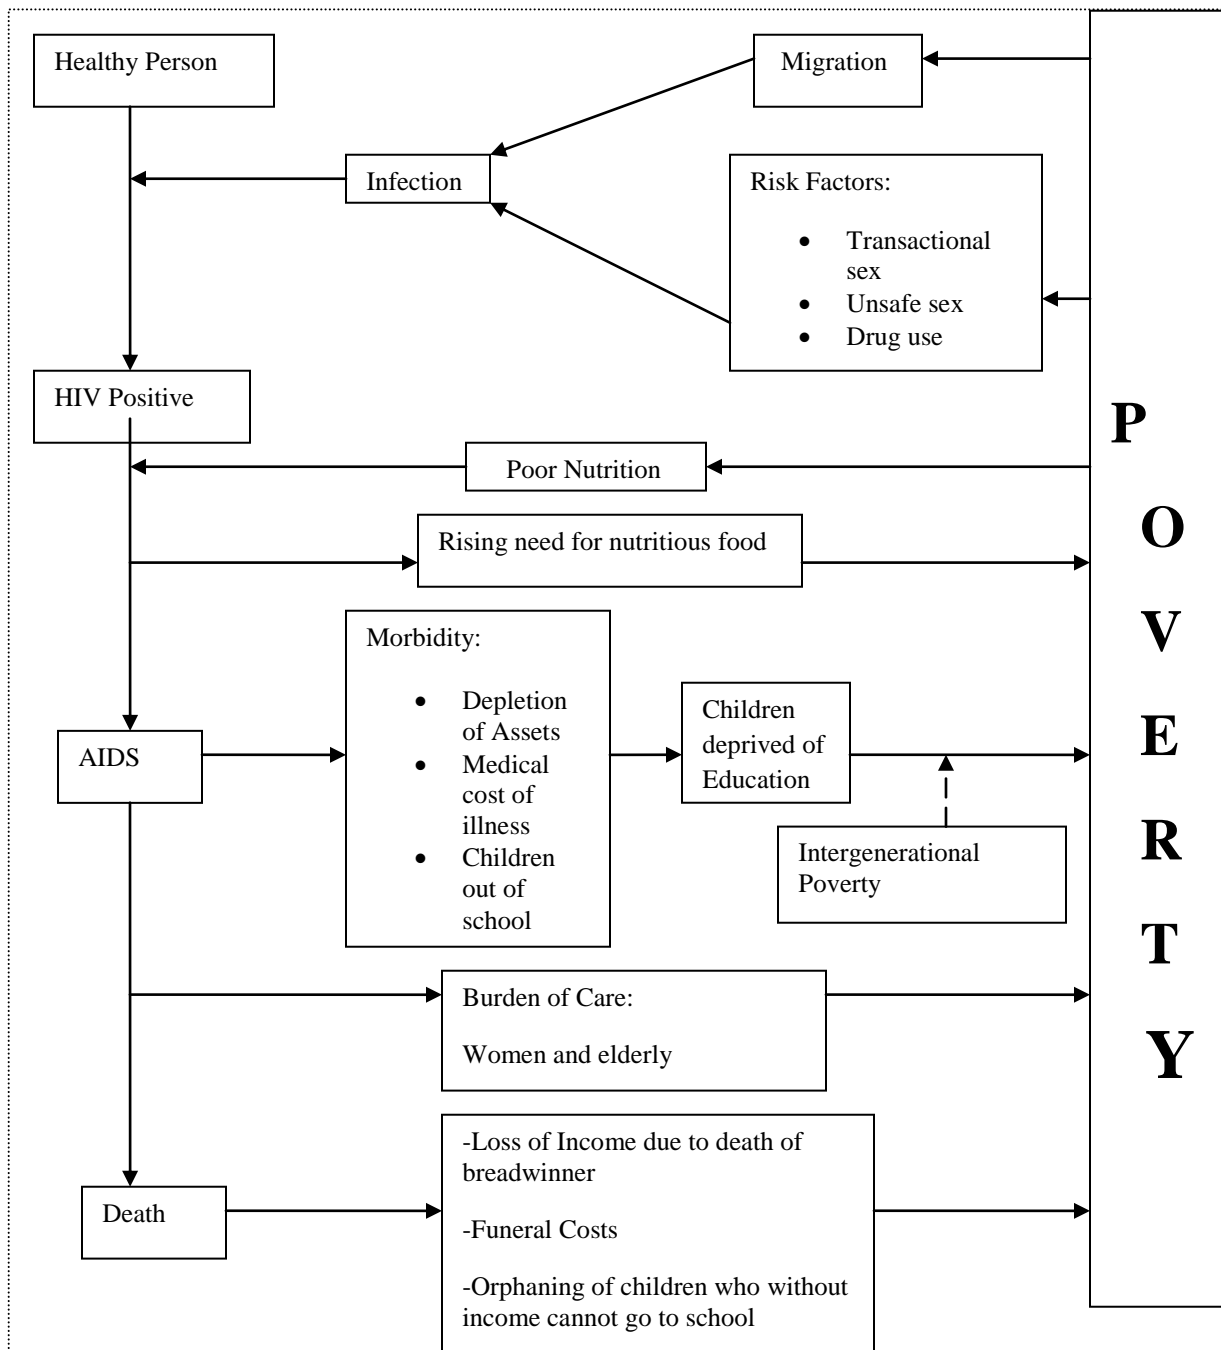 Healthy Person
Migration
Infection
Risk Factors:
• Transactional
sex
• Unsafe sex
• Drug use
HIV Positive
Poor Nutrition
Rising need for nutritious food
Morbidity:
• Depletion
of Assets
• Medical
cost of
illness
• Children
out of
school
Children
deprived of
Education
AIDS
Intergenerational
Poverty
Burden of Care:
Women and elderly
-Loss of Income due to death of
breadwinner
-Funeral Costs
-Orphaning of children who without
income cannot go to school
Death
P
O
V
E
R
T
Y